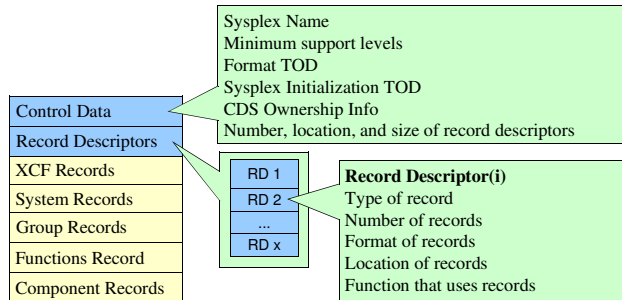 Sysplex Name
Minimum support levels
Format TOD
Sysplex Initialization TOD
CDS Ownership Info
Number, location, and size of record descriptors
Control Data
Record Descriptors
XCF Records
System Records
Group Records
Functions Record
Component Records
RD 1
RD 2
...
RD x
Record Descriptor(i)
Type of record
Number of records
Format of records
Location of records
Function that uses records